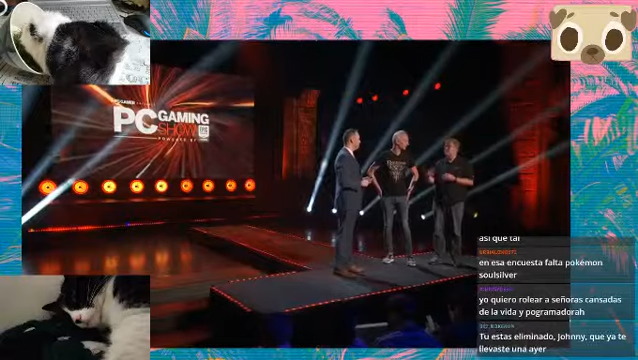 PC GAMING
SHOW
así que tal
en esa encuesta falta pokémon
soulsilver
yo quiero rolear a señoras cansadas
de la vida y pogramadorah
Tu estas eliminado, Johnny, que ya te
llevaste una ayer